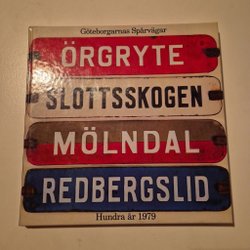 Göteborgarnas Spårvägar
ÖRGRYTE
SLOTTSSKOGEN
MÖLNDAL
REDBERGSLID
Hundra år 1979